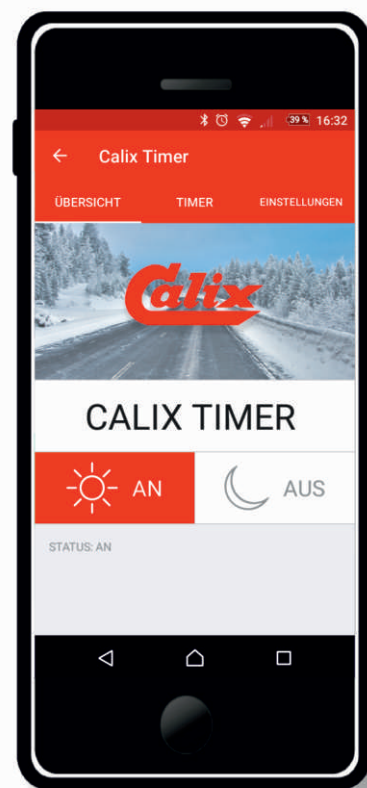 39 % 16:32
Calix Timer
ÜBERSICHT TIMER EINSTELLUNGEN
Calix
CALIX TIMER
AN AUS
STATUS: AN